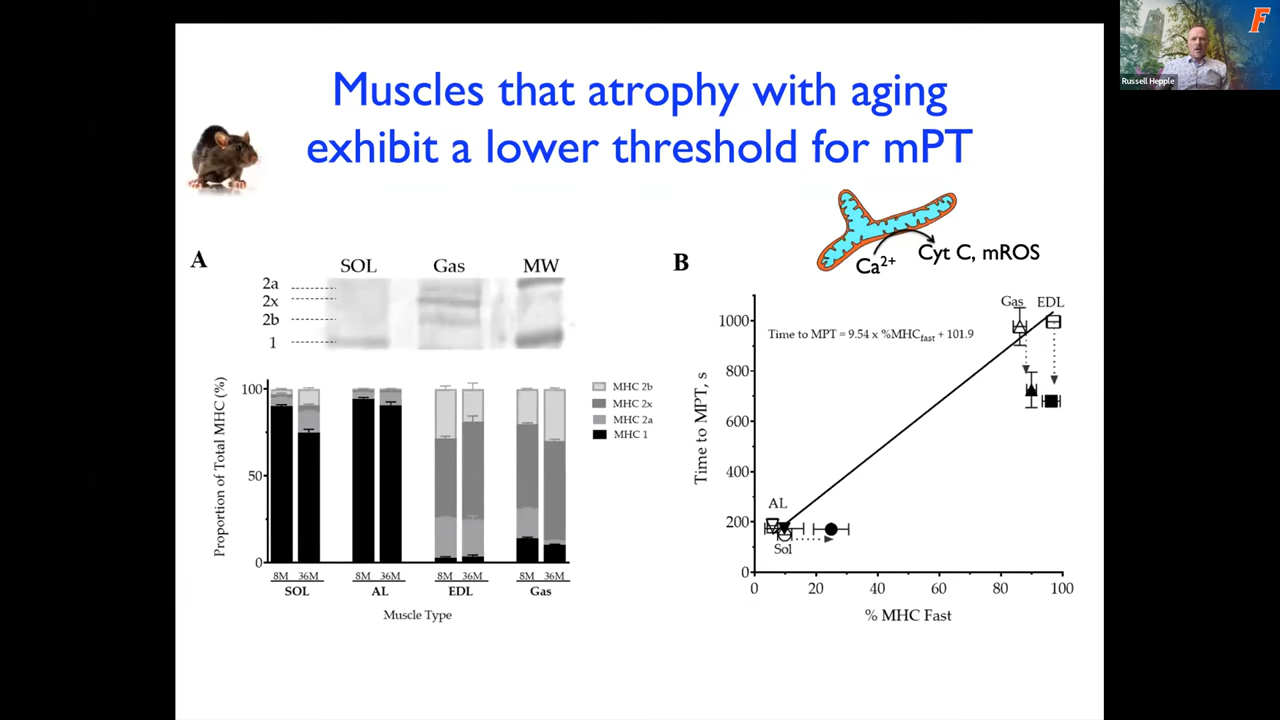 Muscles that atrophy with aging
exhibit a lower threshold for mPT
F
Russell Hepple
Ca2+
Cyt C, mROS
A
SOL Gas MW
2a
2x
2b
1
Proportion of Total MHC (%)
100
50
0
MHC 2b
MHC 2x
MHC 2a
MHC 1
8M 36M 8M 36M 8M 36M 8M 36M
SOL AL EDL Gas
Muscle Type
B
Gas EDL
Time to MPT = 9.54 x %MHCfast + 101.9
Time to MPT, s
1000
800
600
400
200
0
AL
Sol
0 20 40 60 80 100
% MHC Fast